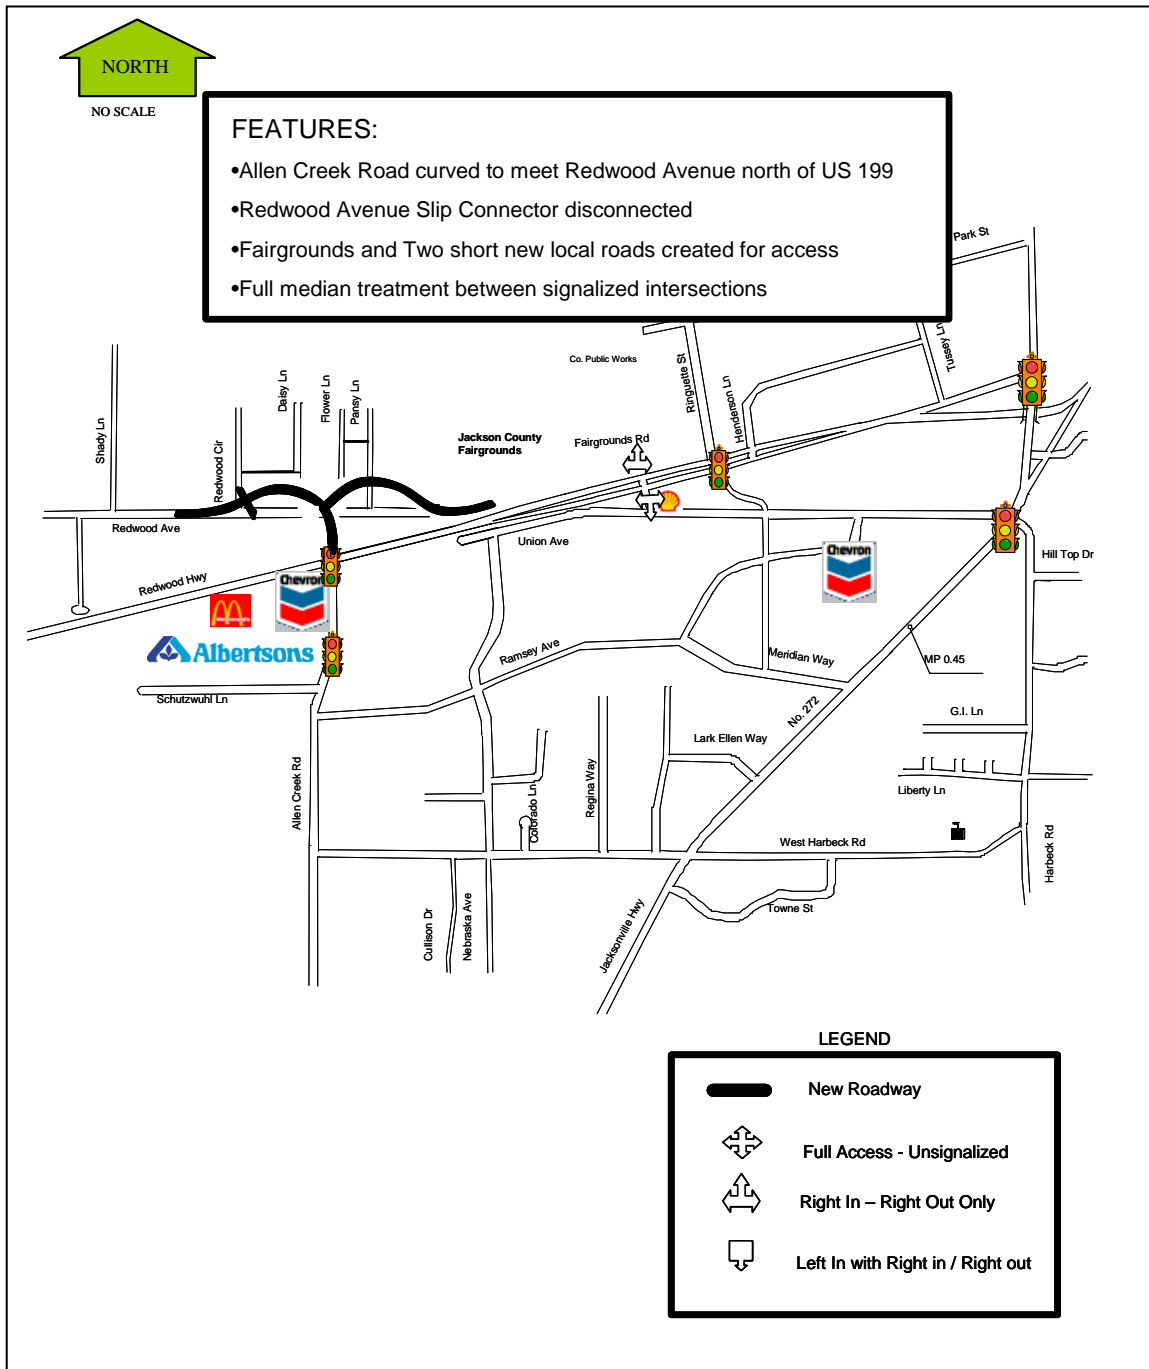 NORTH
NO SCALE
FEATURES:
•Allen Creek Road curved to meet Redwood Avenue north of US 199
•Redwood Avenue Slip Connector disconnected
•Fairgrounds and Two short new local roads created for access
•Full median treatment between signalized intersections
Park St
Tussey Ln
Co. Public Works
Ringuette St
Henderson Ln
Daisy Ln
Flower Ln
Pansy Ln
Shady Ln
Redwood Cir
Jackson County
Fairgrounds
Fairgrounds Rd
Redwood Ave
Union Ave
Hill Top Dr
Redwood Hwy
Chevron
Chevron
McDonald's
Albertsons
Ramsey Ave
Meridian Way
MP 0.45
Schutzwuhl Ln
No. 272
G.I. Ln
Lark Ellen Way
Allen Creek Rd
Colorado Ln
Regina Way
Liberty Ln
West Harbeck Rd
Harbeck Rd
Cullison Dr
Nebraska Ave
Towne St
Jacksonville Hwy
LEGEND
New Roadway
Full Access - Unsignalized
Right In – Right Out Only
Left In with Right in / Right out